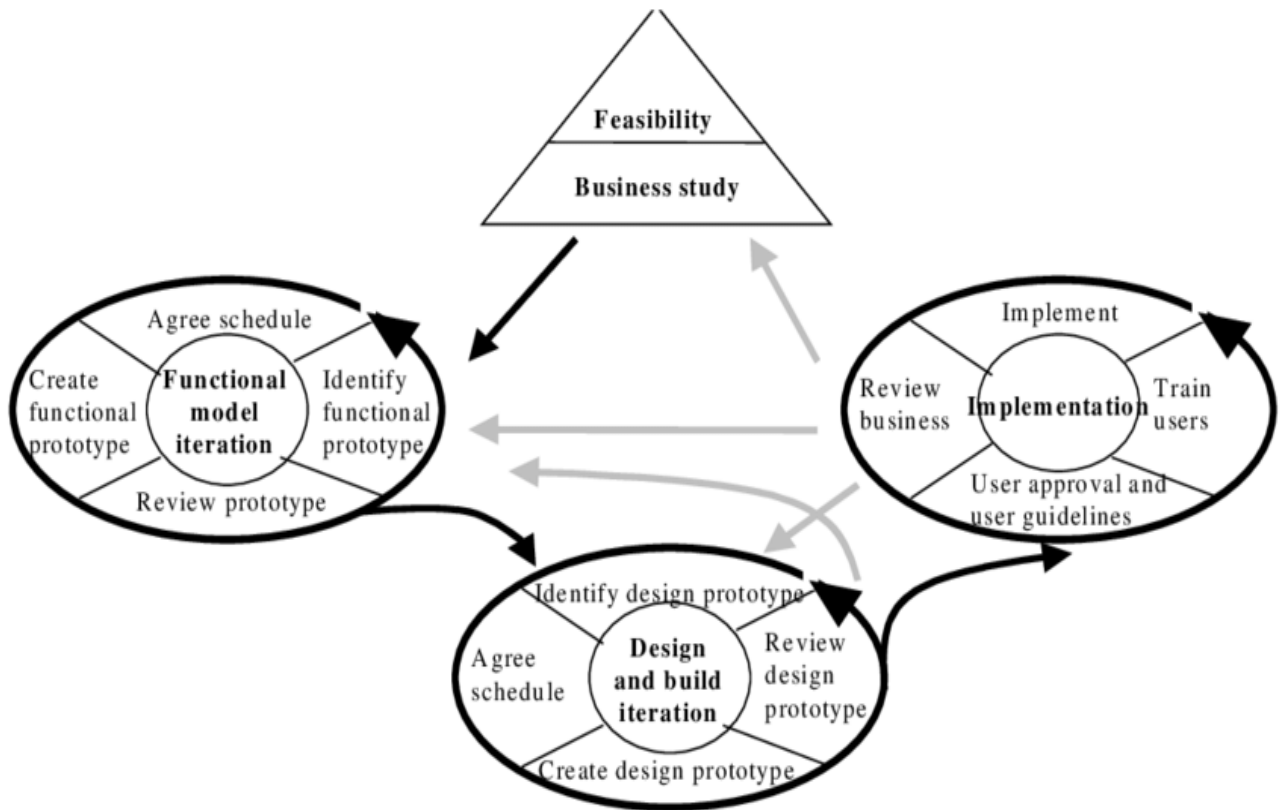 Feasibility
Business study
Agree schedule
Create
functional
prototype
Functional
model
iteration
Identify
functional
prototype
Review prototype
Implement
Review
business
Implementation
Train
users
User approval and
user guidelines
Identify design prototype
Agree
schedule
Design
and build
iteration
Review
design
prototype
Create design prototype